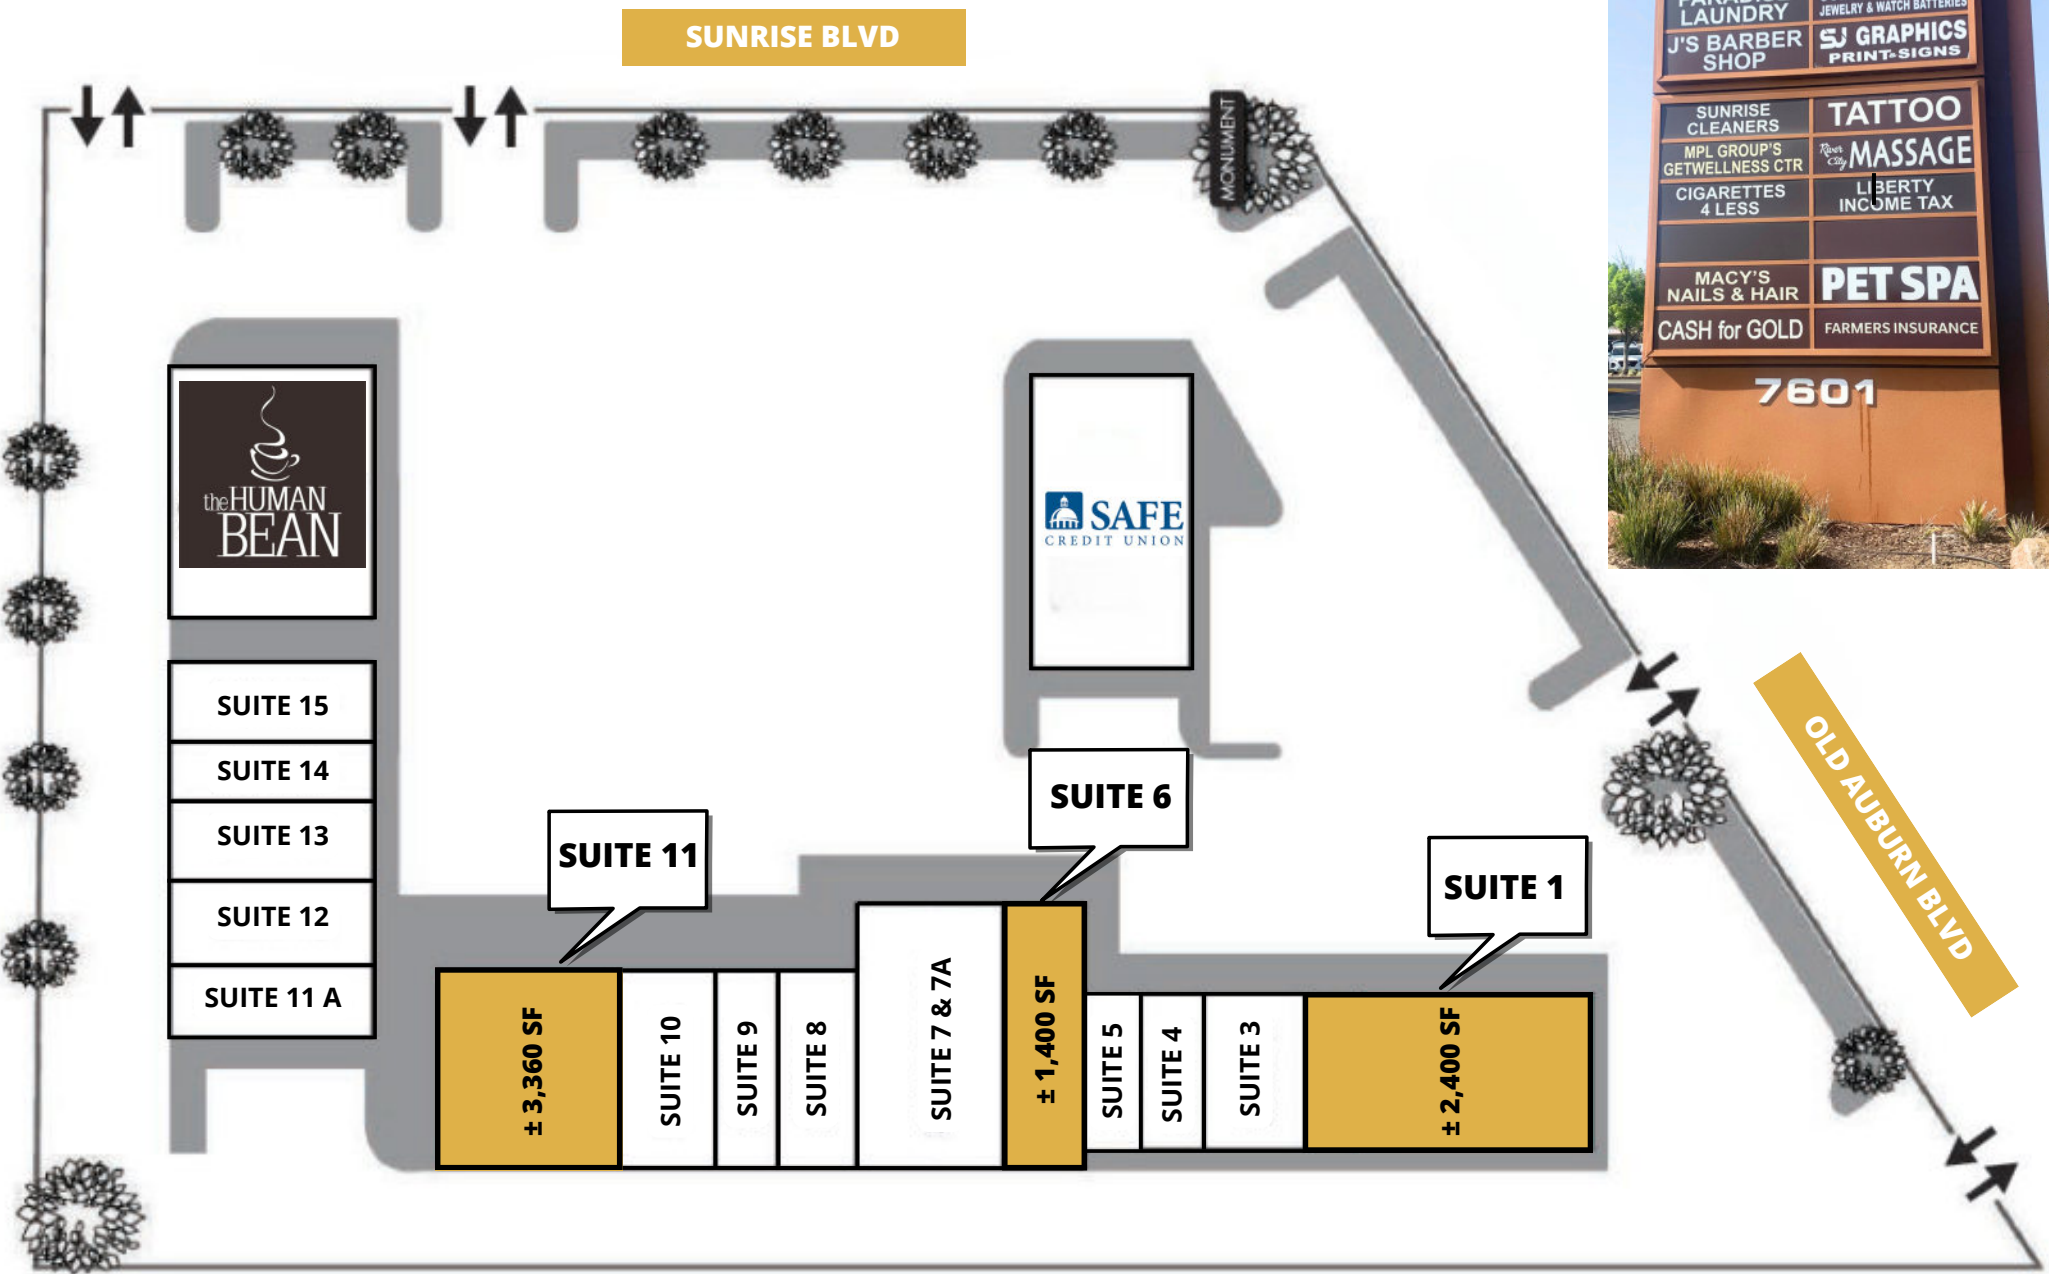 SUNRISE BLVD
MONUMENT
LAUNDRY
JEWELRY & WATCH BATTERIES
J'S BARBER
SHOP
SJ GRAPHICS
PRINT-SIGNS
SUNRISE
CLEANERS
TATTOO
MPL GROUP'S
GETWELLNESS CTR
River
City
MASSAGE
CIGARETTES
4 LESS
LIBERTY
INCOME TAX
MACY'S
NAILS & HAIR
PET SPA
CASH for GOLD
FARMERS INSURANCE
7601
the HUMAN
BEAN
SAFE
CREDIT UNION
SUITE 15
SUITE 14
SUITE 13
SUITE 12
SUITE 11 A
SUITE 11
SUITE 6
SUITE 1
OLD AUBURN BLVD
± 3,360 SF
SUITE 10
SUITE 9
SUITE 8
SUITE 7 & 7A
± 1,400 SF
SUITE 5
SUITE 4
SUITE 3
± 2,400 SF